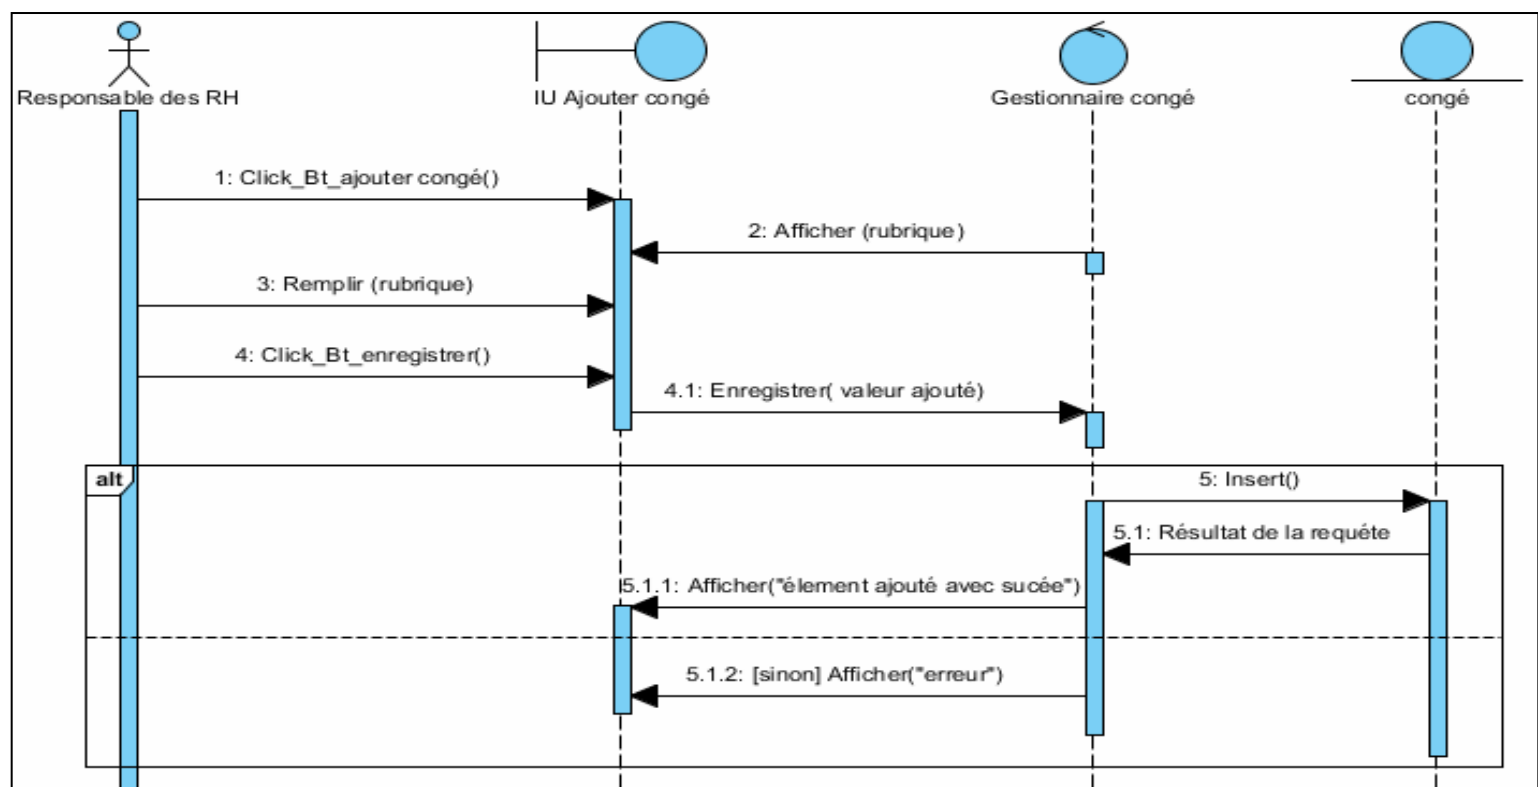 Responsable des RH
IU Ajouter congé
Gestionnaire congé
congé
1: Click_Bt_ajouter congé()
2: Afficher (rubrique)
3: Remplir (rubrique)
4: Click_Bt_enregistrer()
4.1: Enregistrer( valeur ajouté)
alt
5: Insert()
5.1: Résultat de la requéte
5.1.1: Afficher("élement ajouté avec sucée")
5.1.2: [sinon] Afficher("erreur")